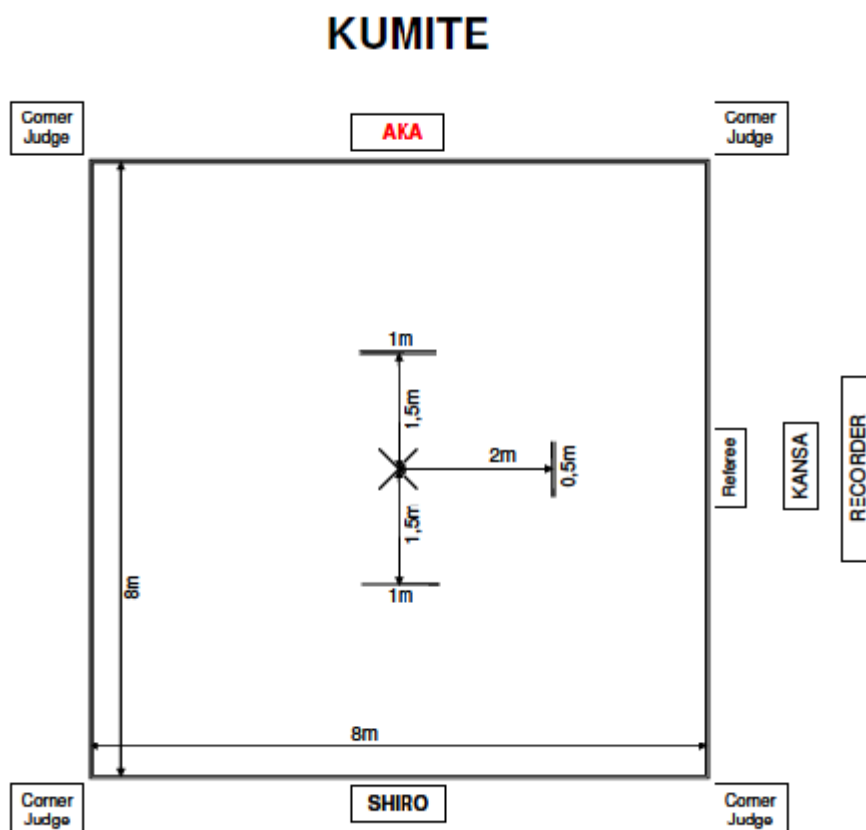 KUMITE
Corner
Judge
AKA
Corner
Judge
1m
1,5m
2m
0,5m
Referee
KANSA
RECORDER
1,5m
1m
8m
8m
Corner
Judge
SHIRO
Corner
Judge